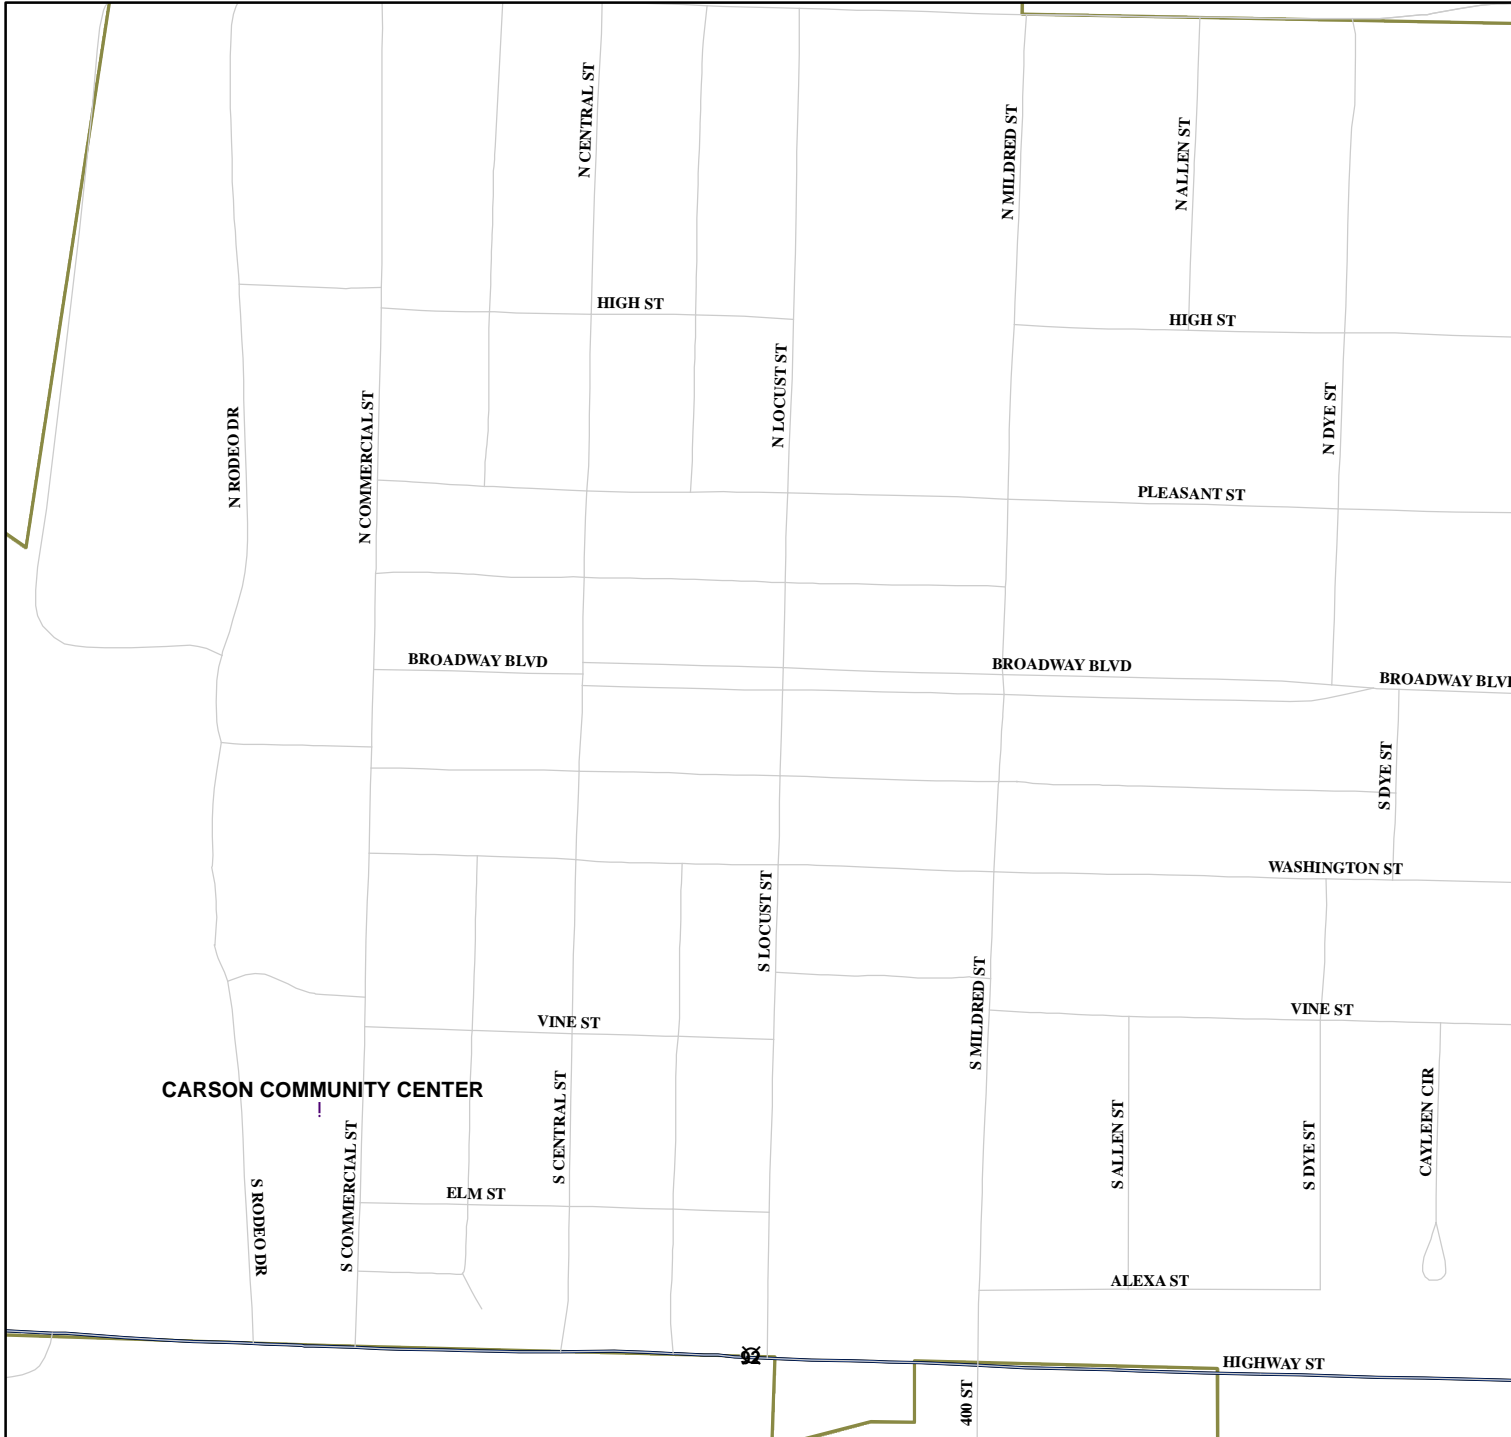 N CENTRAL ST
N MILDRED ST
N ALLEN ST
HIGH ST
HIGH ST
N LOCUST ST
N DYE ST
N RODEO DR
N COMMERCIAL ST
PLEASANT ST
BROADWAY BLVD
BROADWAY BLVD
BROADWAY BLVD
S DYE ST
WASHINGTON ST
S LOCUST ST
S MILDRED ST
VINE ST
VINE ST
CARSON COMMUNITY CENTER
!
S CENTRAL ST
S COMMERCIAL ST
S ALLEN ST
S DYE ST
CAYLEEN CIR
S RODEO DR
ELM ST
ALEXA ST
92
HIGHWAY ST
400 ST